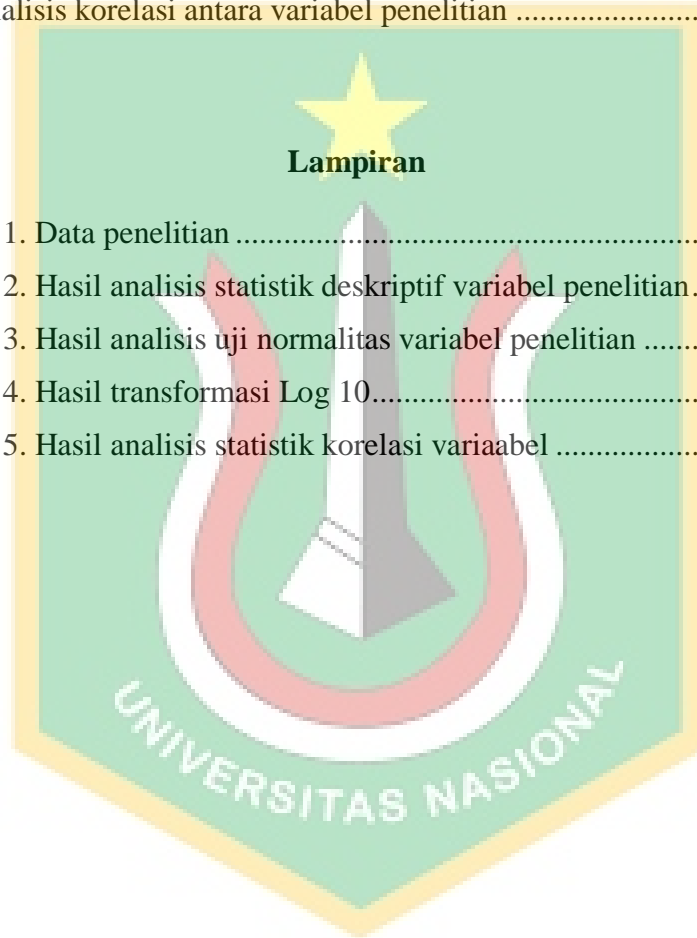 alisis korelasi antara variabel penelitian ...................
Lampiran
1. Data penelitian .................................................
2. Hasil analisis statistik deskriptif variabel penelitian.
3. Hasil analisis uji normalitas variabel penelitian ......
4. Hasil transformasi Log 10...................................
5. Hasil analisis statistik korelasi variaabel ...............
UNIVERSITAS NASIONAL